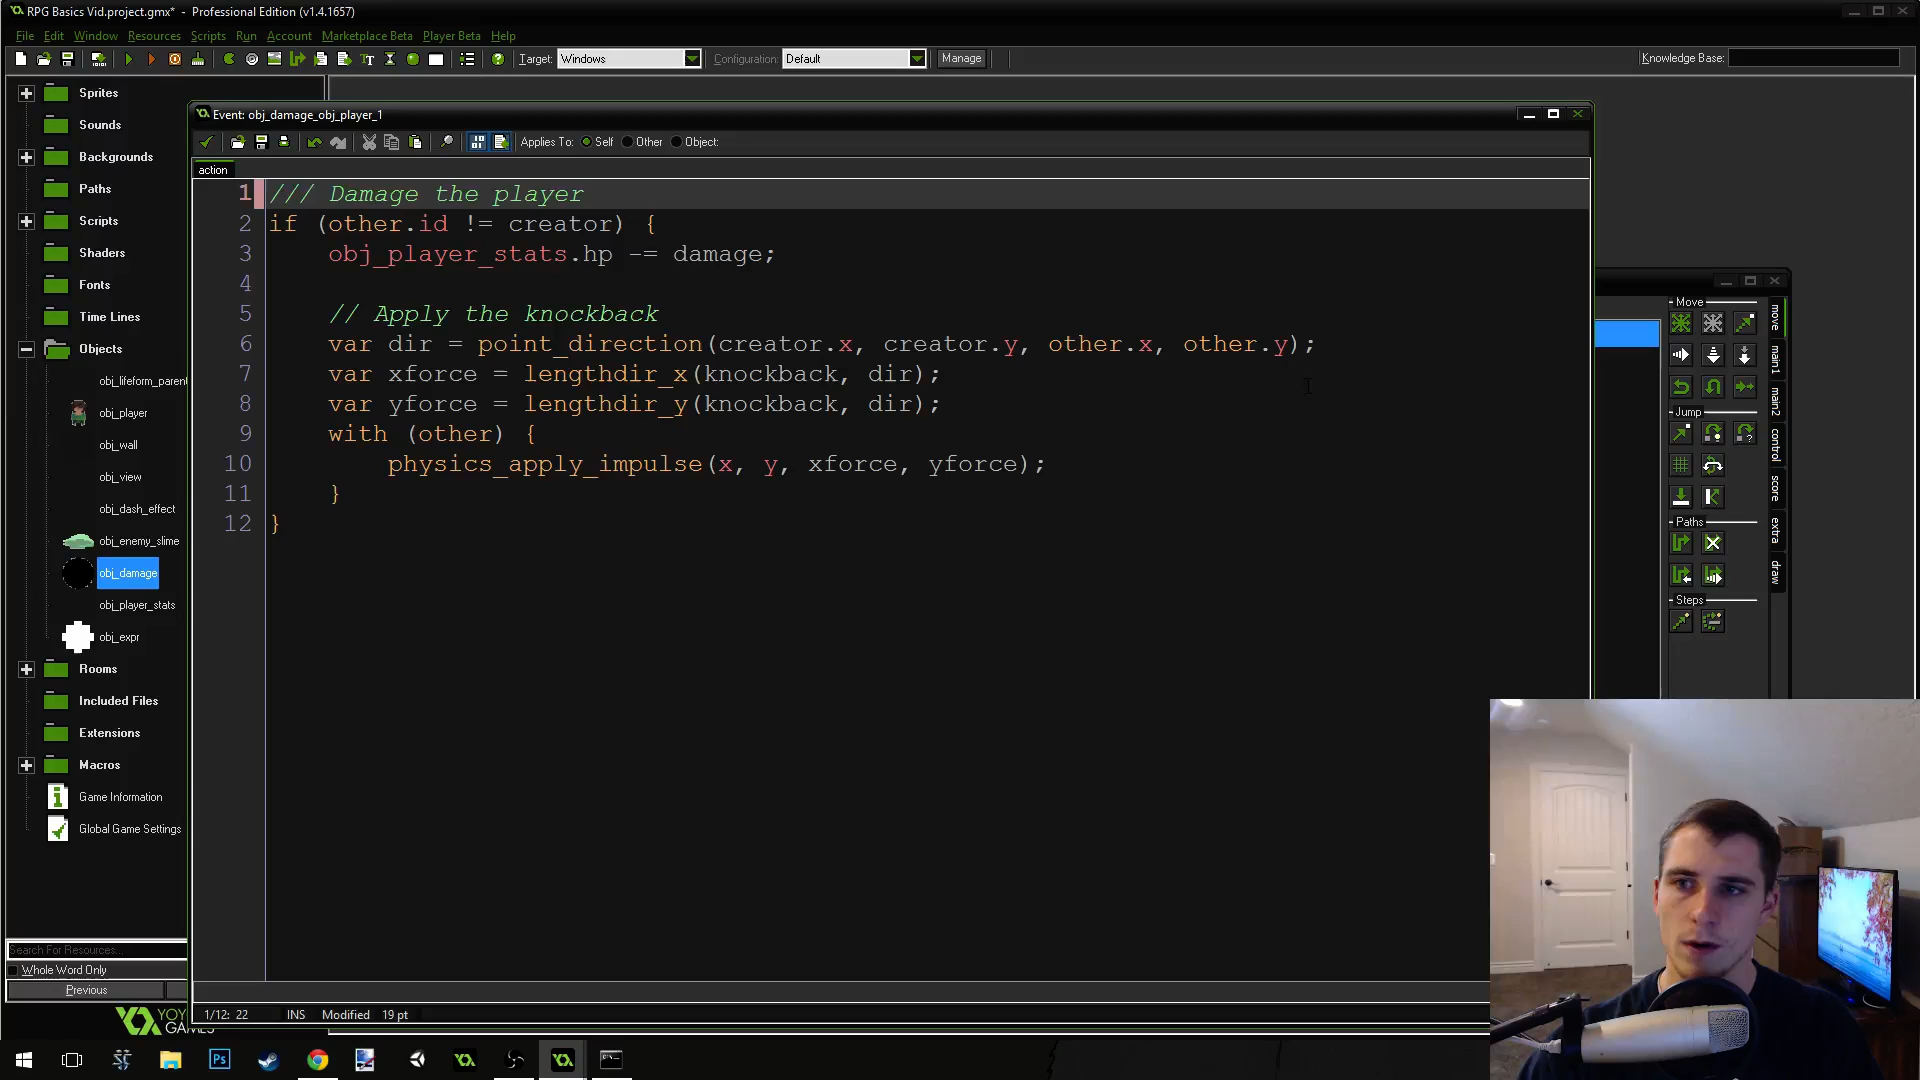 RPG Basics Vid.project.gmx* - Professional Edition (v1.4.1657)
File Edit Window Resources Scripts Run Account Marketplace Beta Player Beta Help
Target: Windows Configuration: Default Manage Knowledge Base:
Sprites
Sounds
Backgrounds
Paths
Scripts
Shaders
Fonts
Time Lines
Objects
obj_lifeform_parent
obj_player
obj_wall
obj_view
obj_dash_effect
obj_enemy_slime
obj_damage
obj_player_stats
obj_expr
Rooms
Included Files
Extensions
Macros
Game Information
Global Game Settings
Search For Resources...
Whole Word Only
Previous
YOYO
GAMES
Event: obj_damage_obj_player_1
Applies To: Self Other Object:
action
1 /// Damage the player
2 if (other.id != creator) {
3 obj_player_stats.hp -= damage;
4
5 // Apply the knockback
6 var dir = point_direction(creator.x, creator.y, other.x, other.y);
7 var xforce = lengthdir_x(knockback, dir);
8 var yforce = lengthdir_y(knockback, dir);
9 with (other) {
10 physics_apply_impulse(x, y, xforce, yforce);
11 }
12 }
1/12: 22 INS Modified 19 pt
Move
Jump
Paths
Steps
move
main1
main2
control
score
extra
draw
Ps